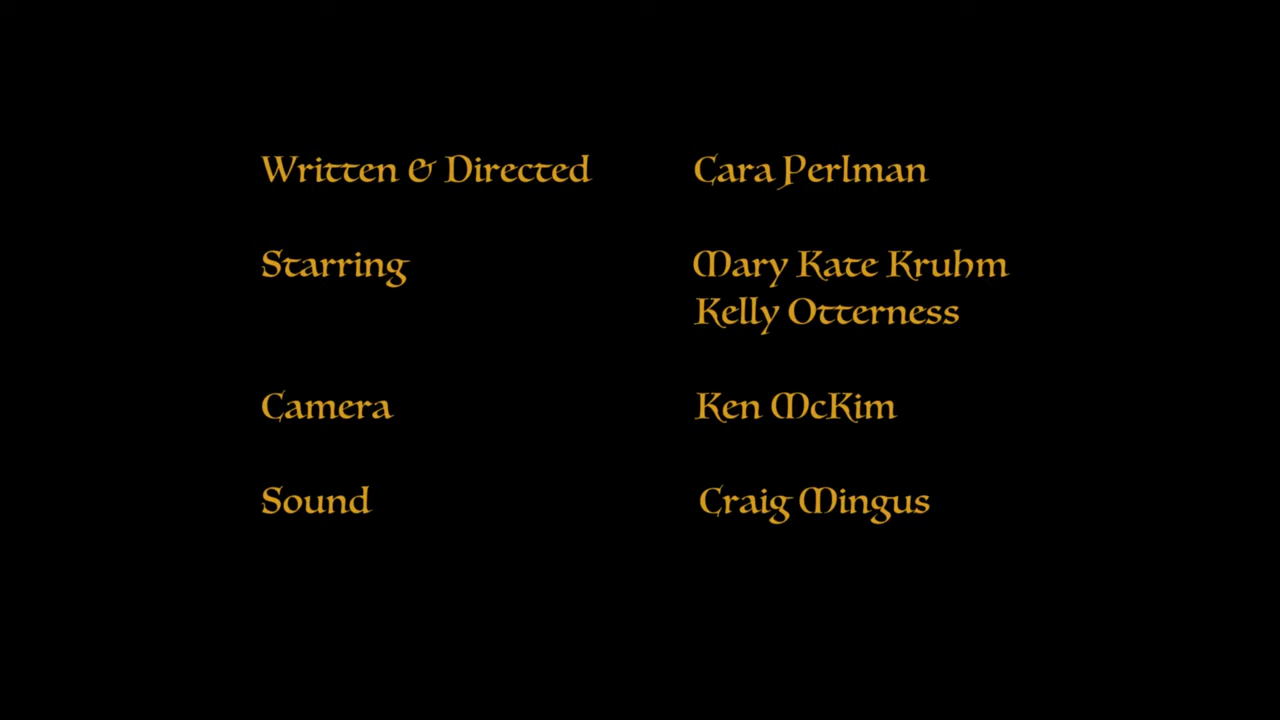 Written & Directed Cara Perlman
Starring Mary Kate Kruhm
Kelly Otterness
Camera Ken McKim
Sound Craig Mingus